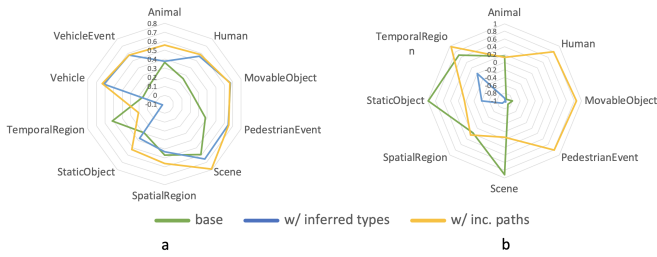 Animal
0.8
0.7
0.6
0.5
0.4
0.3
0.2
0.1
0
-0.1
Human
MovableObject
PedestrianEvent
Scene
SpatialRegion
StaticObject
TemporalRegion
Vehicle
VehicleEvent
Animal
1
0.8
0.6
0.4
0.2
0
-0.2
-0.4
-0.6
-0.8
-1
Human
MovableObject
PedestrianEvent
Scene
SpatialRegion
StaticObject
TemporalRegio
n
base
w/ inferred types
w/ inc. paths
a
b